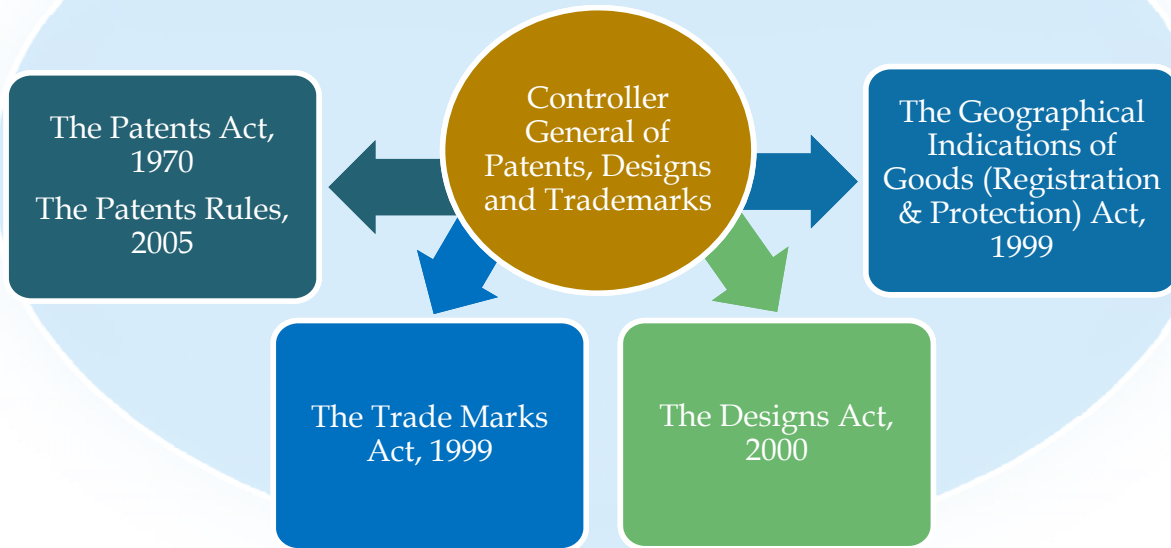 Controller
General of
Patents, Designs
and Trademarks
The Patents Act,
1970
The Patents Rules,
2005
The Geographical
Indications of
Goods (Registration
& Protection) Act,
1999
The Trade Marks
Act, 1999
The Designs Act,
2000